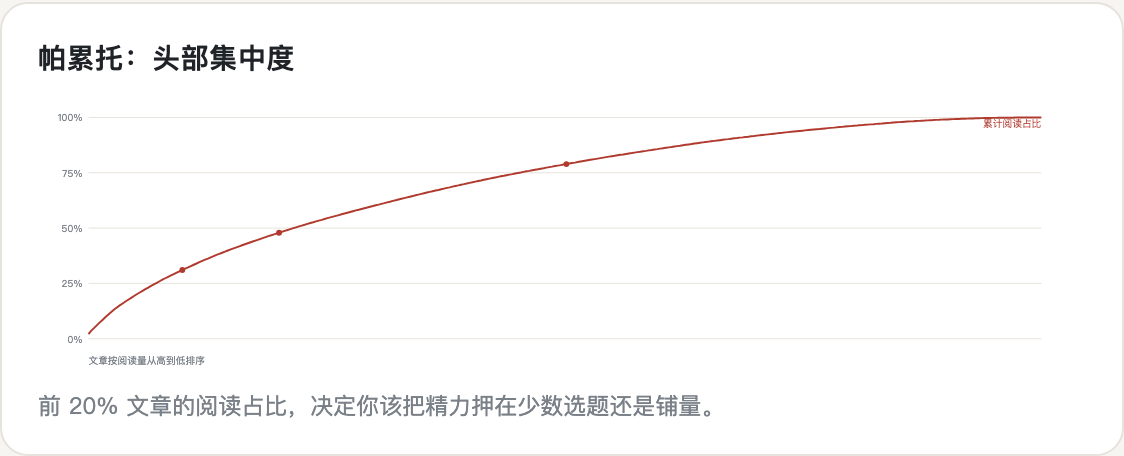 帕累托：头部集中度
100%
累计阅读占比
75%
50%
25%
0%
文章按阅读量从高到低排序
前 20% 文章的阅读占比，决定你该把精力押在少数选题还是铺量。